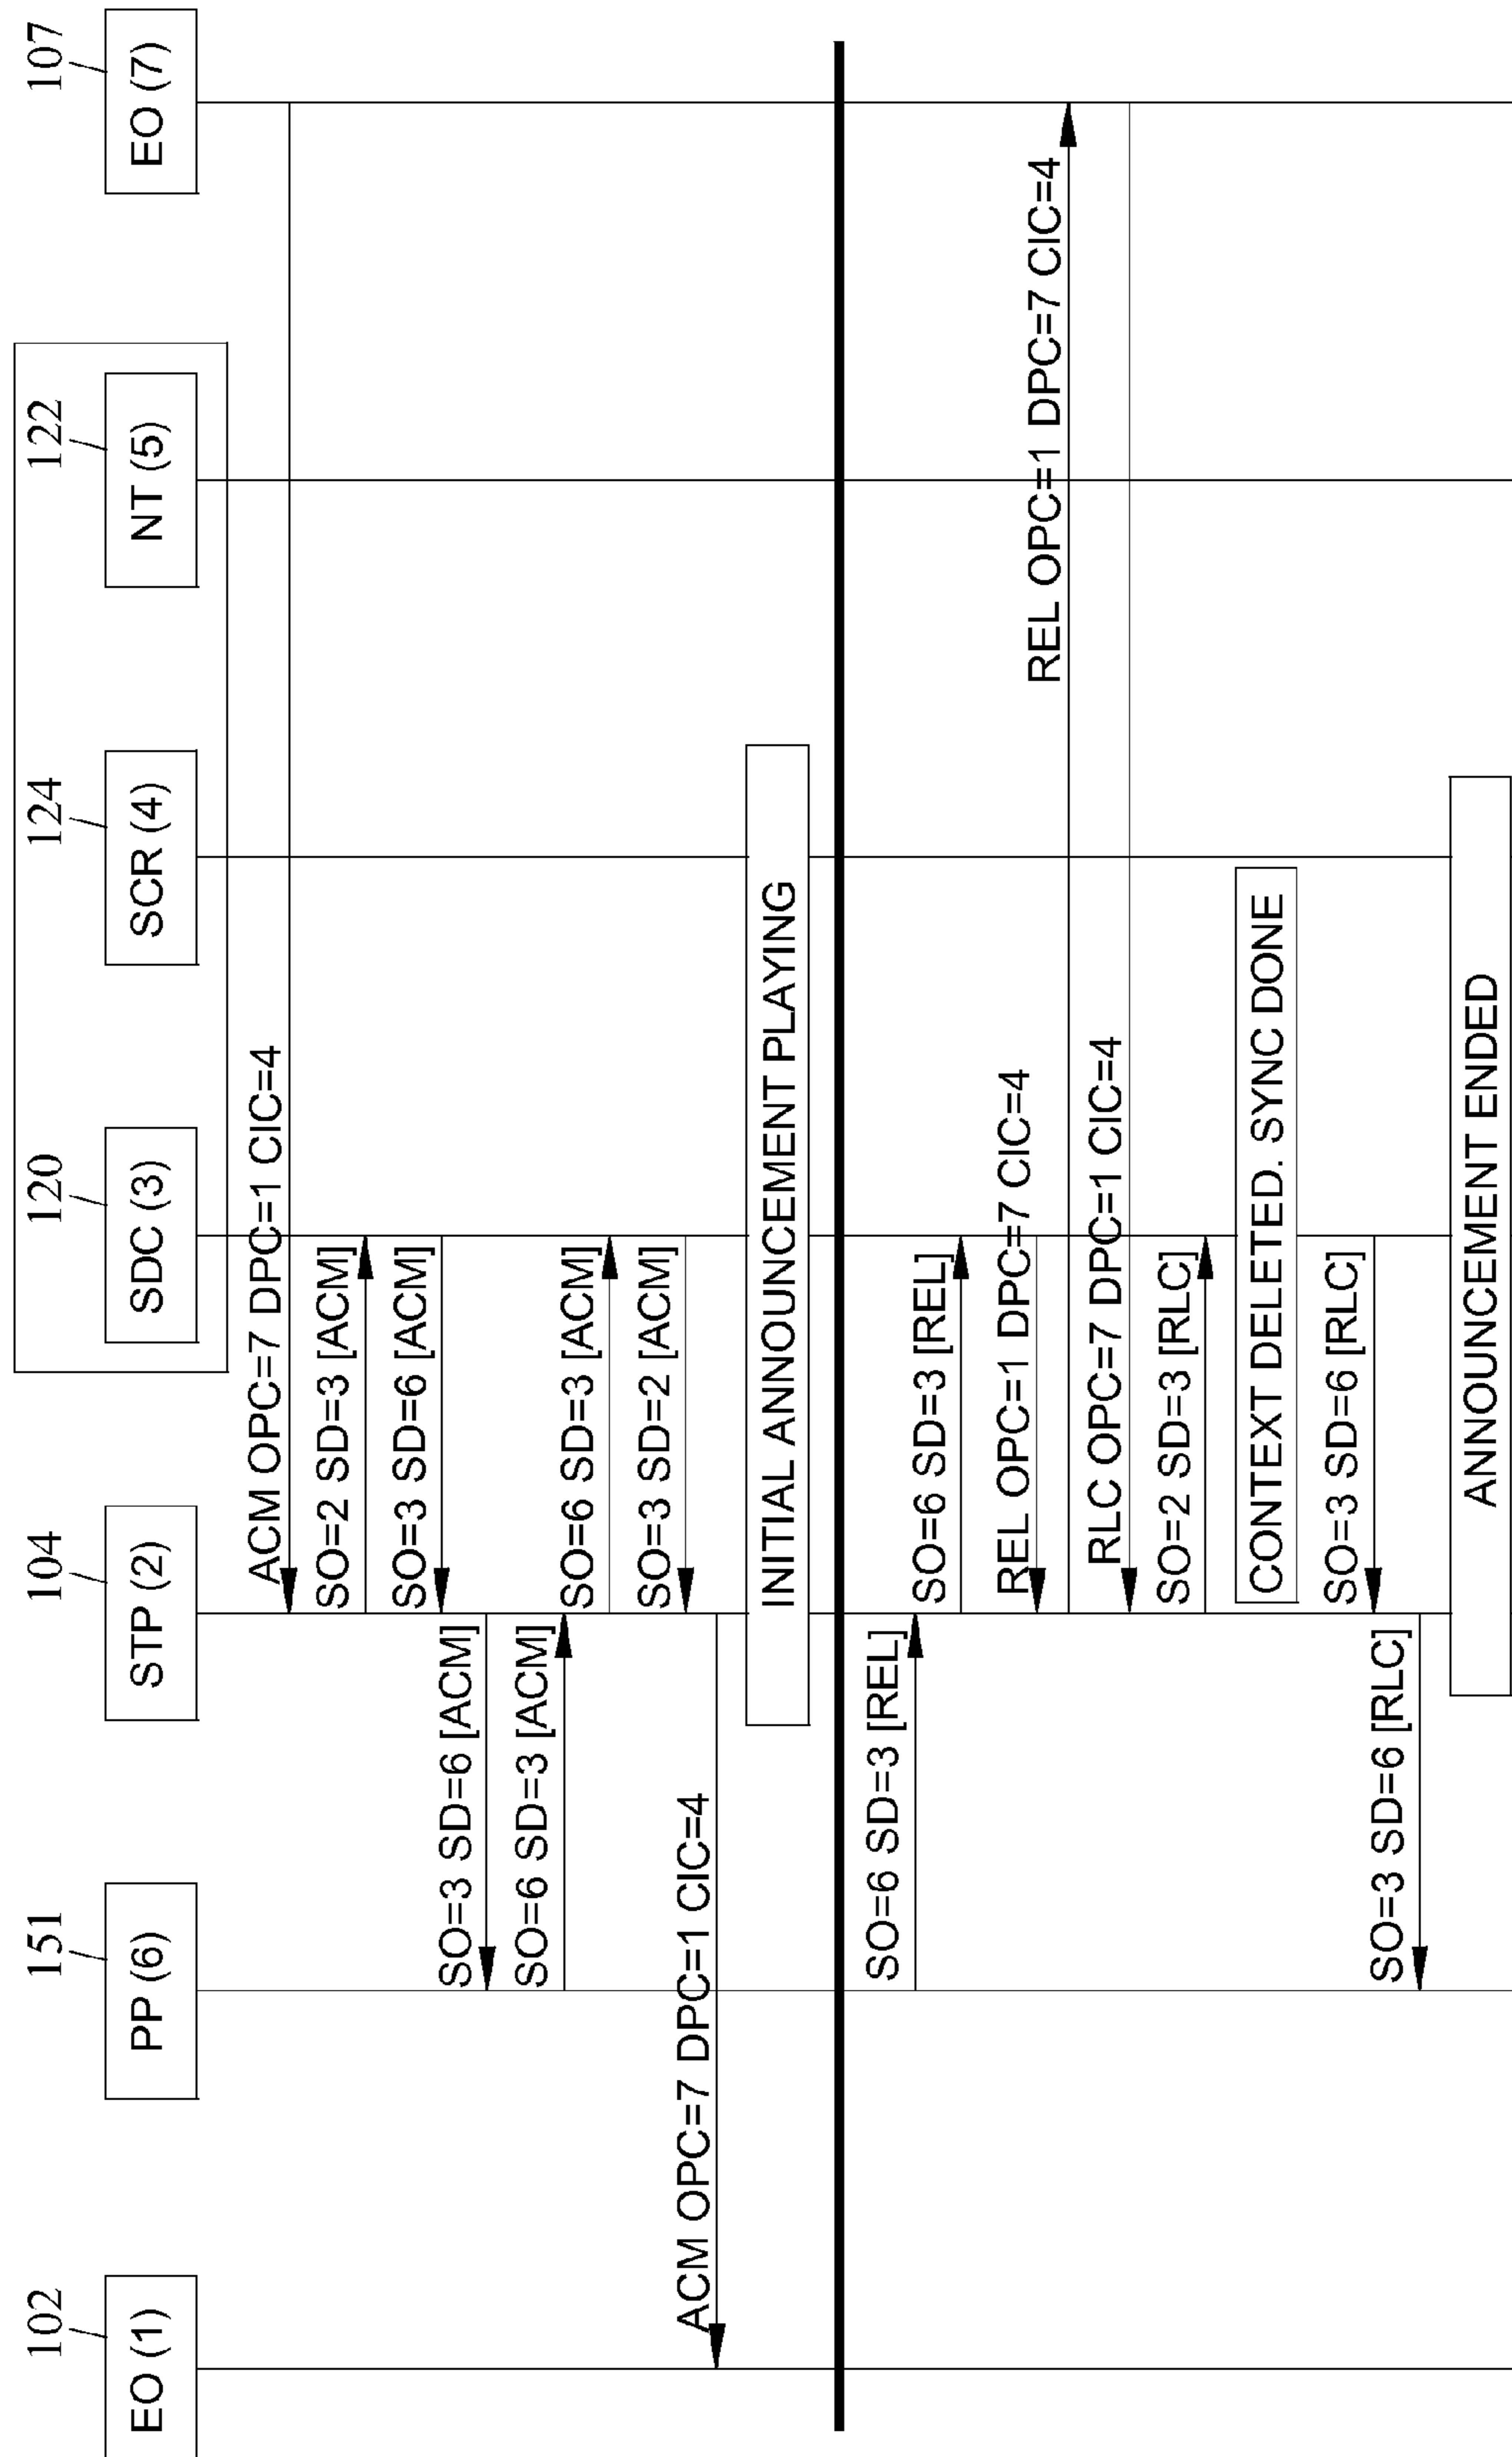 102
151
104
120
124
122
107
EO (1)
PP (6)
STP (2)
SDC (3)
SCR (4)
NT (5)
EO (7)
ACM OPC=7 DPC=1 CIC=4
SO=2 SD=3 [ACM]
SO=3 SD=6 [ACM]
SO=3 SD=6 [ACM]
SO=6 SD=3 [ACM]
SO=6 SD=3 [ACM]
SO=3 SD=2 [ACM]
ACM OPC=7 DPC=1 CIC=4
INITIAL ANNOUNCEMENT PLAYING
SO=6 SD=3 [REL]
SO=6 SD=3 [REL]
REL OPC=1 DPC=7 CIC=4
REL OPC=1 DPC=7 CIC=4
RLC OPC=7 DPC=1 CIC=4
SO=2 SD=3 [RLC]
CONTEXT DELETED. SYNC DONE
SO=3 SD=6 [RLC]
SO=3 SD=6 [RLC]
ANNOUNCEMENT ENDED